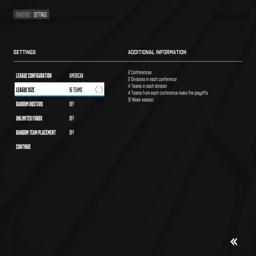 FRANCHISE SETTINGS
SETTINGS
LEAGUE CONFIGURATION AMERICAN
LEAGUE SIZE 16 TEAMS
RANDOM ROSTERS OFF
UNLIMITED FUNDS OFF
RANDOM TEAM PLACEMENT OFF
CONTINUE
ADDITIONAL INFORMATION
2 Conferences
2 Divisions in each conference
4 Teams in each division
4 Teams from each conference make the playoffs
12 Week season